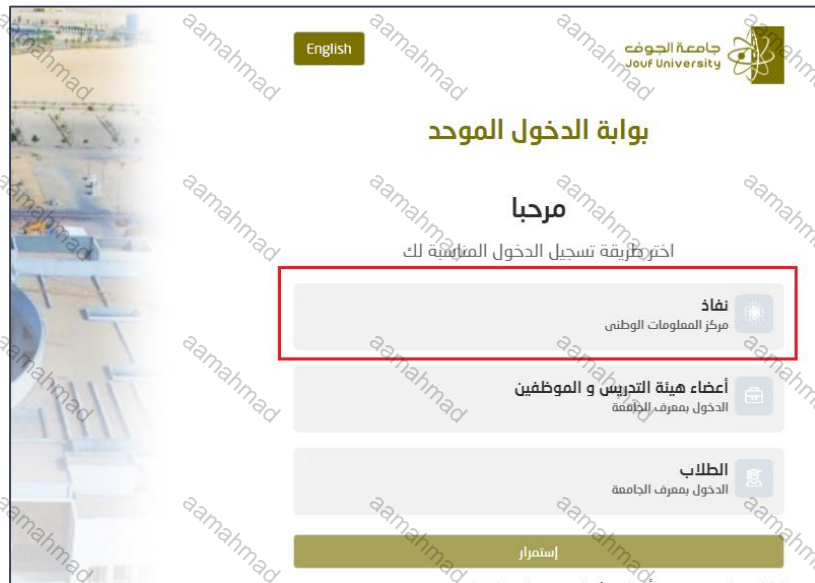 English
جامعة الجوف
Jouf University
بوابة الدخول الموحد
مرحبا
اختر طريقة تسجيل الدخول المناسبة لك
نفاذ
مركز المعلومات الوطني
أعضاء هيئة التدريس و الموظفين
الدخول بمعرف الجامعة
الطلاب
الدخول بمعرف الجامعة
إستمرار
aamahmad